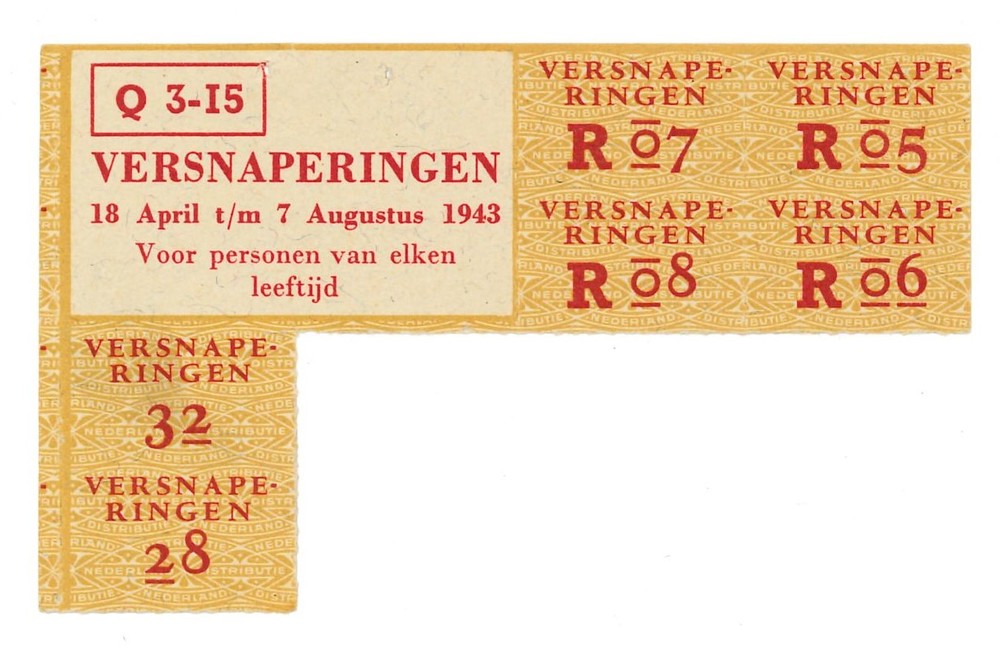 Q 3-15
VERSNAPERINGEN
18 April t/m 7 Augustus 1943
Voor personen van elken
leeftijd
VERSNAPE-
RINGEN
R 07
VERSNAPE-
RINGEN
R 05
VERSNAPE-
RINGEN
R 08
VERSNAPE-
RINGEN
R 06
VERSNAPE-
RINGEN
32
VERSNAPE-
RINGEN
28